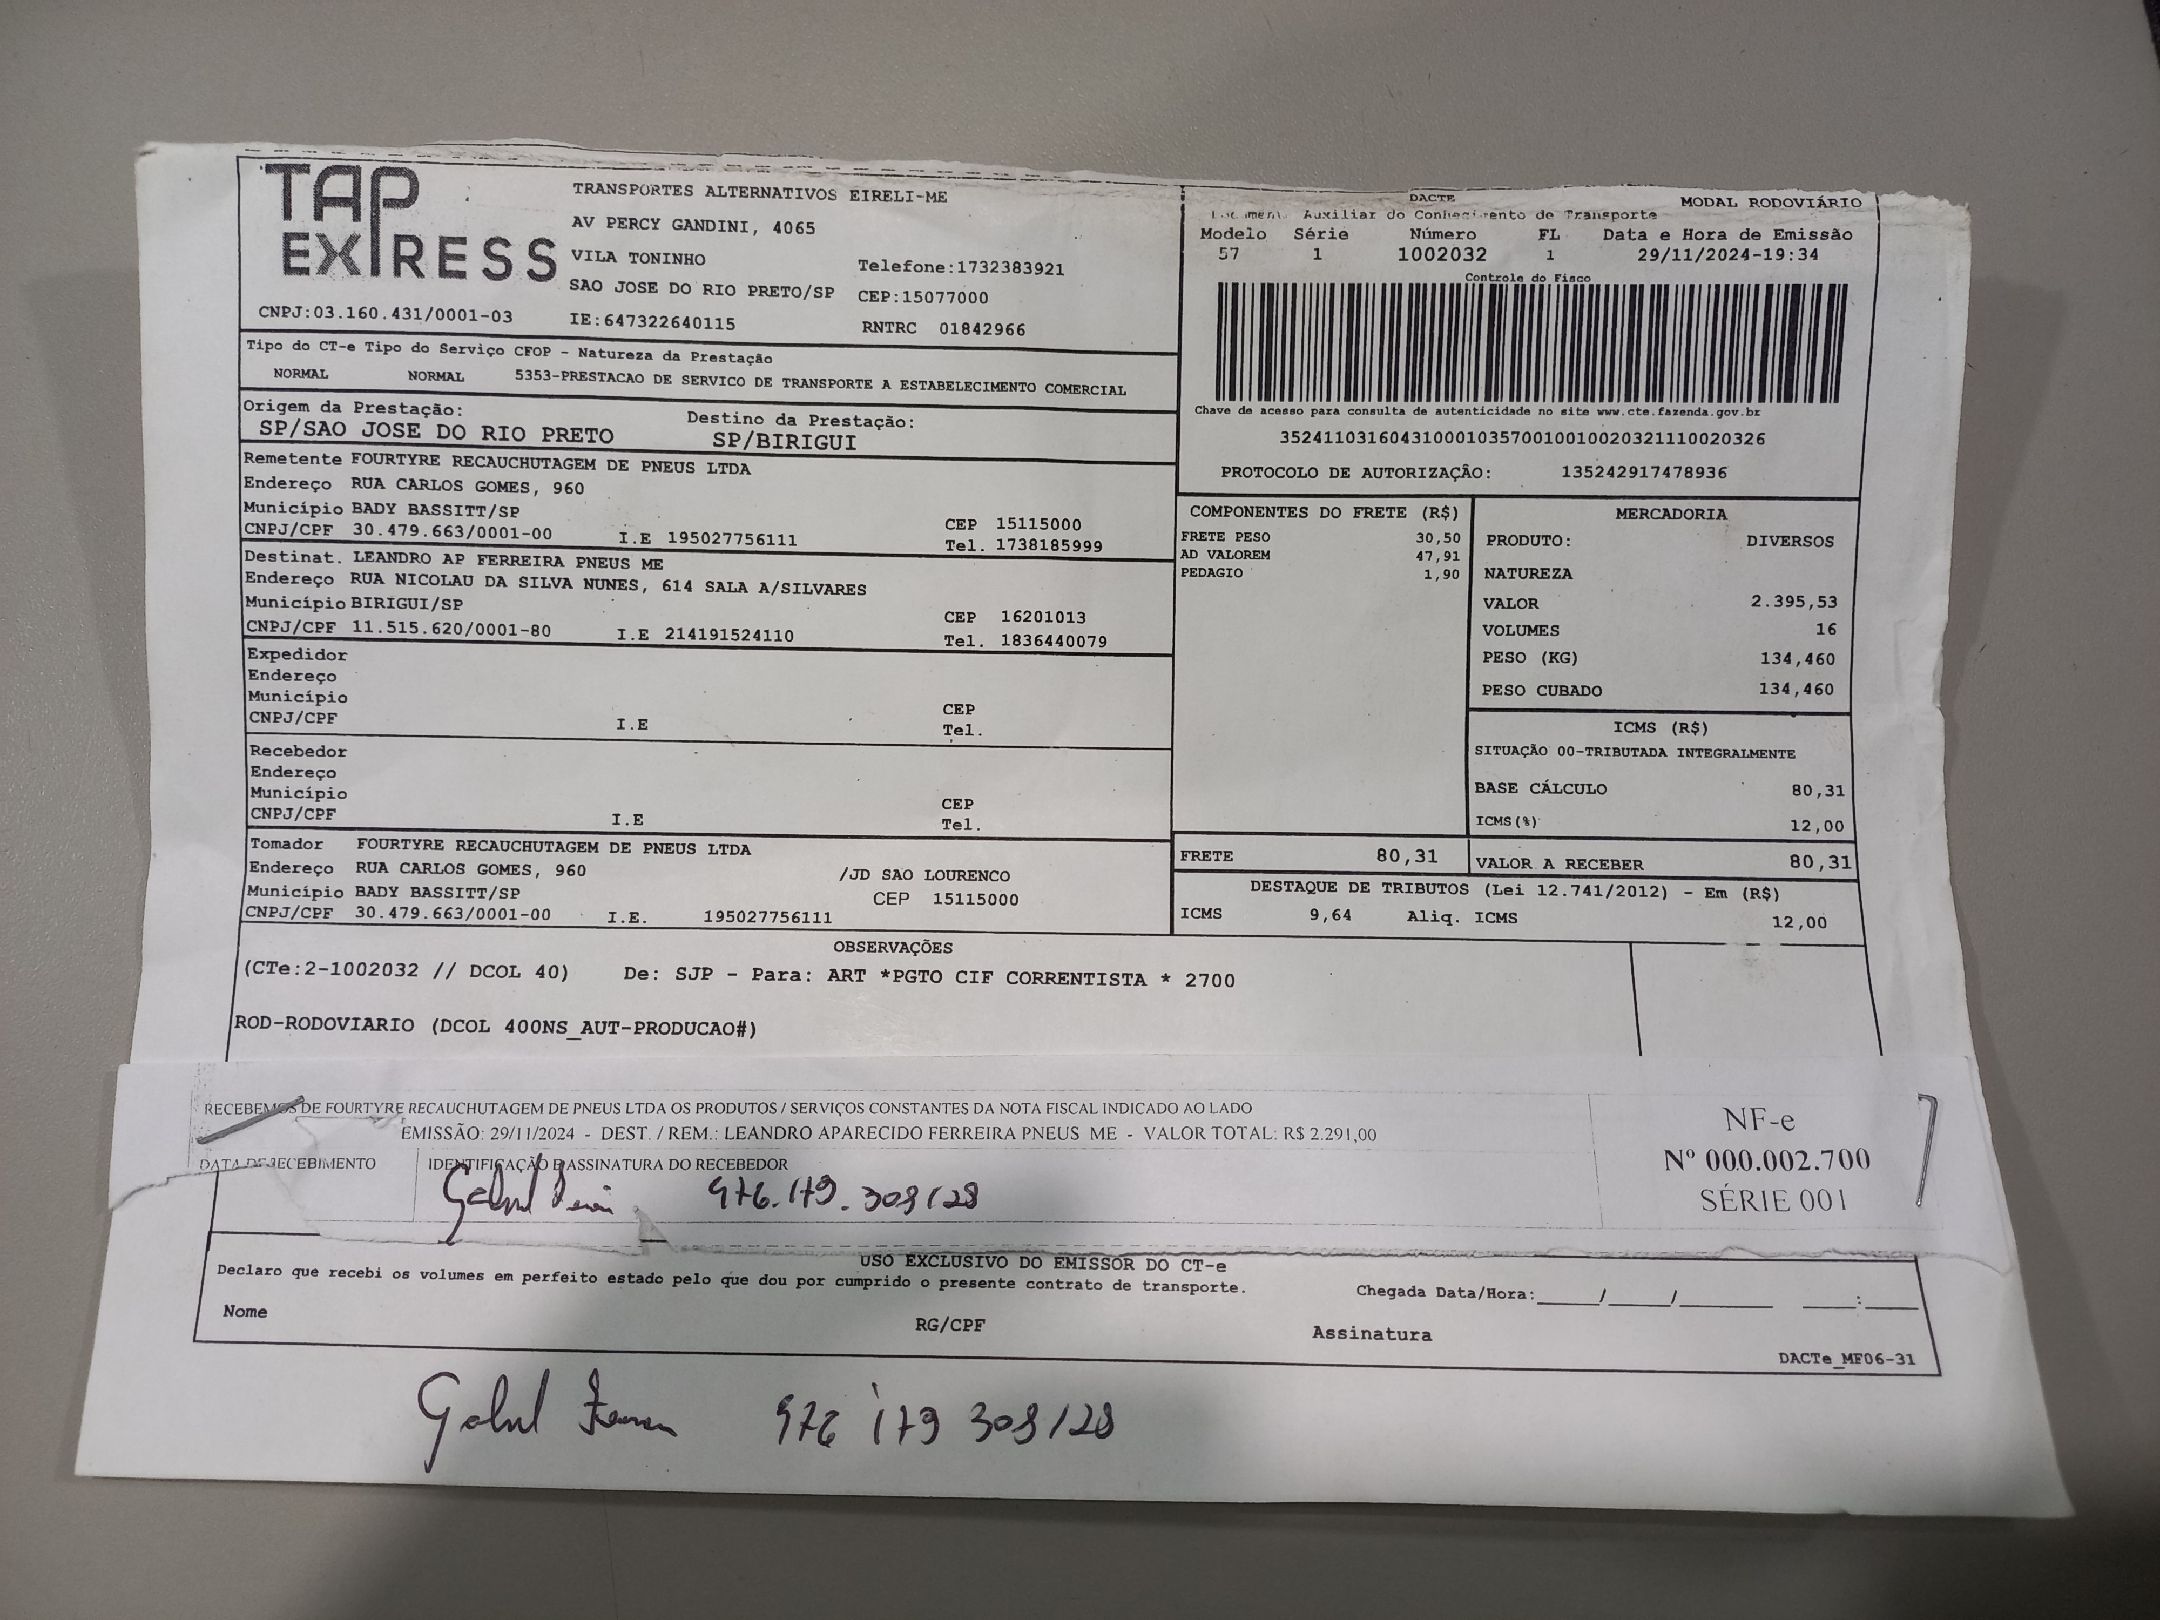 TAP EXPRESS
TRANSPORTES ALTERNATIVOS EIRELI-ME
AV PERCY GANDINI, 4065
VILA TONINHO
Telefone:1732383921
SAO JOSE DO RIO PRETO/SP CEP:15077000
CNPJ:03.160.431/0001-03 IE:647322640115 RNTRC 01842966
DACTE MODAL RODOVIÁRIO
Auxiliar do Conhecimento de Transporte
Modelo Série Número FL Data e Hora de Emissão
57 1 1002032 1 29/11/2024-19:34
Controle do Fisco
Chave de acesso para consulta de autenticidade no site www.cte.fazenda.gov.br
35241103160431000103570010010020321110020326
PROTOCOLO DE AUTORIZAÇÃO: 135242917478936
Tipo do CT-e Tipo do Serviço CFOP - Natureza da Prestação
NORMAL NORMAL 5353-PRESTACAO DE SERVICO DE TRANSPORTE A ESTABELECIMENTO COMERCIAL
Origem da Prestação: Destino da Prestação:
SP/SAO JOSE DO RIO PRETO SP/BIRIGUI
Remetente FOURTYRE RECAUCHUTAGEM DE PNEUS LTDA
Endereço RUA CARLOS GOMES, 960
Município BADY BASSITT/SP CEP 15115000
CNPJ/CPF 30.479.663/0001-00 I.E 195027756111 Tel. 1738185999
Destinat. LEANDRO AP FERREIRA PNEUS ME
Endereço RUA NICOLAU DA SILVA NUNES, 614 SALA A/SILVARES
Município BIRIGUI/SP CEP 16201013
CNPJ/CPF 11.515.620/0001-80 I.E 214191524110 Tel. 1836440079
Expedidor
Endereço
Município CEP
CNPJ/CPF I.E Tel.
Recebedor
Endereço
Município CEP
CNPJ/CPF I.E Tel.
Tomador FOURTYRE RECAUCHUTAGEM DE PNEUS LTDA
Endereço RUA CARLOS GOMES, 960 /JD SAO LOURENCO
Município BADY BASSITT/SP CEP 15115000
CNPJ/CPF 30.479.663/0001-00 I.E. 195027756111
COMPONENTES DO FRETE (R$)
FRETE PESO 30,50
AD VALOREM 47,91
PEDAGIO 1,90
MERCADORIA
PRODUTO: DIVERSOS
NATUREZA
VALOR 2.395,53
VOLUMES 16
PESO (KG) 134,460
PESO CUBADO 134,460
ICMS (R$)
SITUAÇÃO 00-TRIBUTADA INTEGRALMENTE
BASE CÁLCULO 80,31
ICMS(%) 12,00
FRETE 80,31 VALOR A RECEBER 80,31
DESTAQUE DE TRIBUTOS (Lei 12.741/2012) - Em (R$)
ICMS 9,64 Aliq. ICMS 12,00
OBSERVAÇÕES
(CTe:2-1002032 // DCOL 40) De: SJP - Para: ART *PGTO CIF CORRENTISTA * 2700
ROD-RODOVIARIO (DCOL 400NS_AUT-PRODUCAO#)
RECEBEMOS DE FOURTYRE RECAUCHUTAGEM DE PNEUS LTDA OS PRODUTOS / SERVIÇOS CONSTANTES DA NOTA FISCAL INDICADO AO LADO
EMISSÃO: 29/11/2024 - DEST. / REM.: LEANDRO APARECIDO FERREIRA PNEUS ME - VALOR TOTAL: R$ 2.291,00
DATA DE RECEBIMENTO IDENTIFICAÇÃO E ASSINATURA DO RECEBEDOR
976.179.308/28
NF-e
Nº 000.002.700
SÉRIE 001
USO EXCLUSIVO DO EMISSOR DO CT-e
Declaro que recebi os volumes em perfeito estado pelo que dou por cumprido o presente contrato de transporte.
Chegada Data/Hora:_____/_____/________ ____:____
Nome RG/CPF Assinatura
DACTe_MF06-31
976 179 308/28